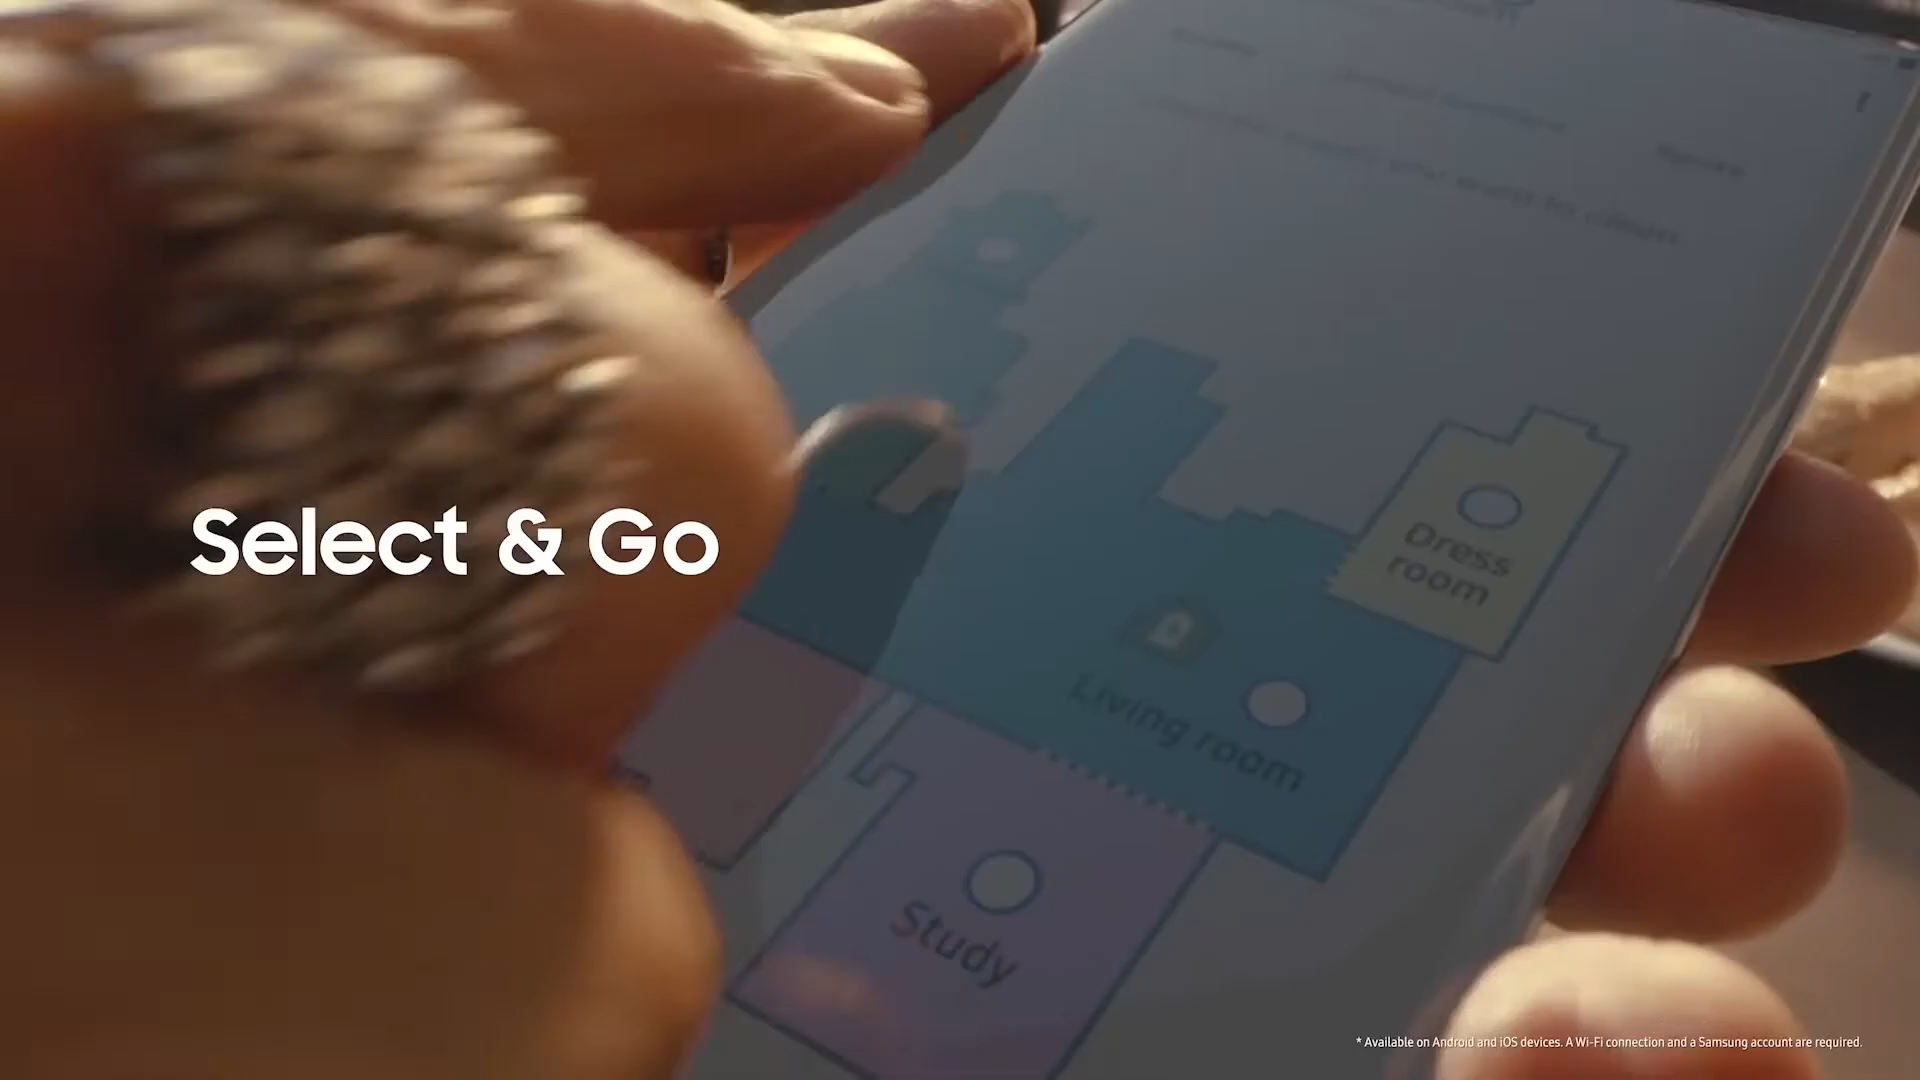 Select & Go
Dress
room
Living room
Study
* Available on Android and iOS devices. A Wi-Fi connection and a Samsung account are required.